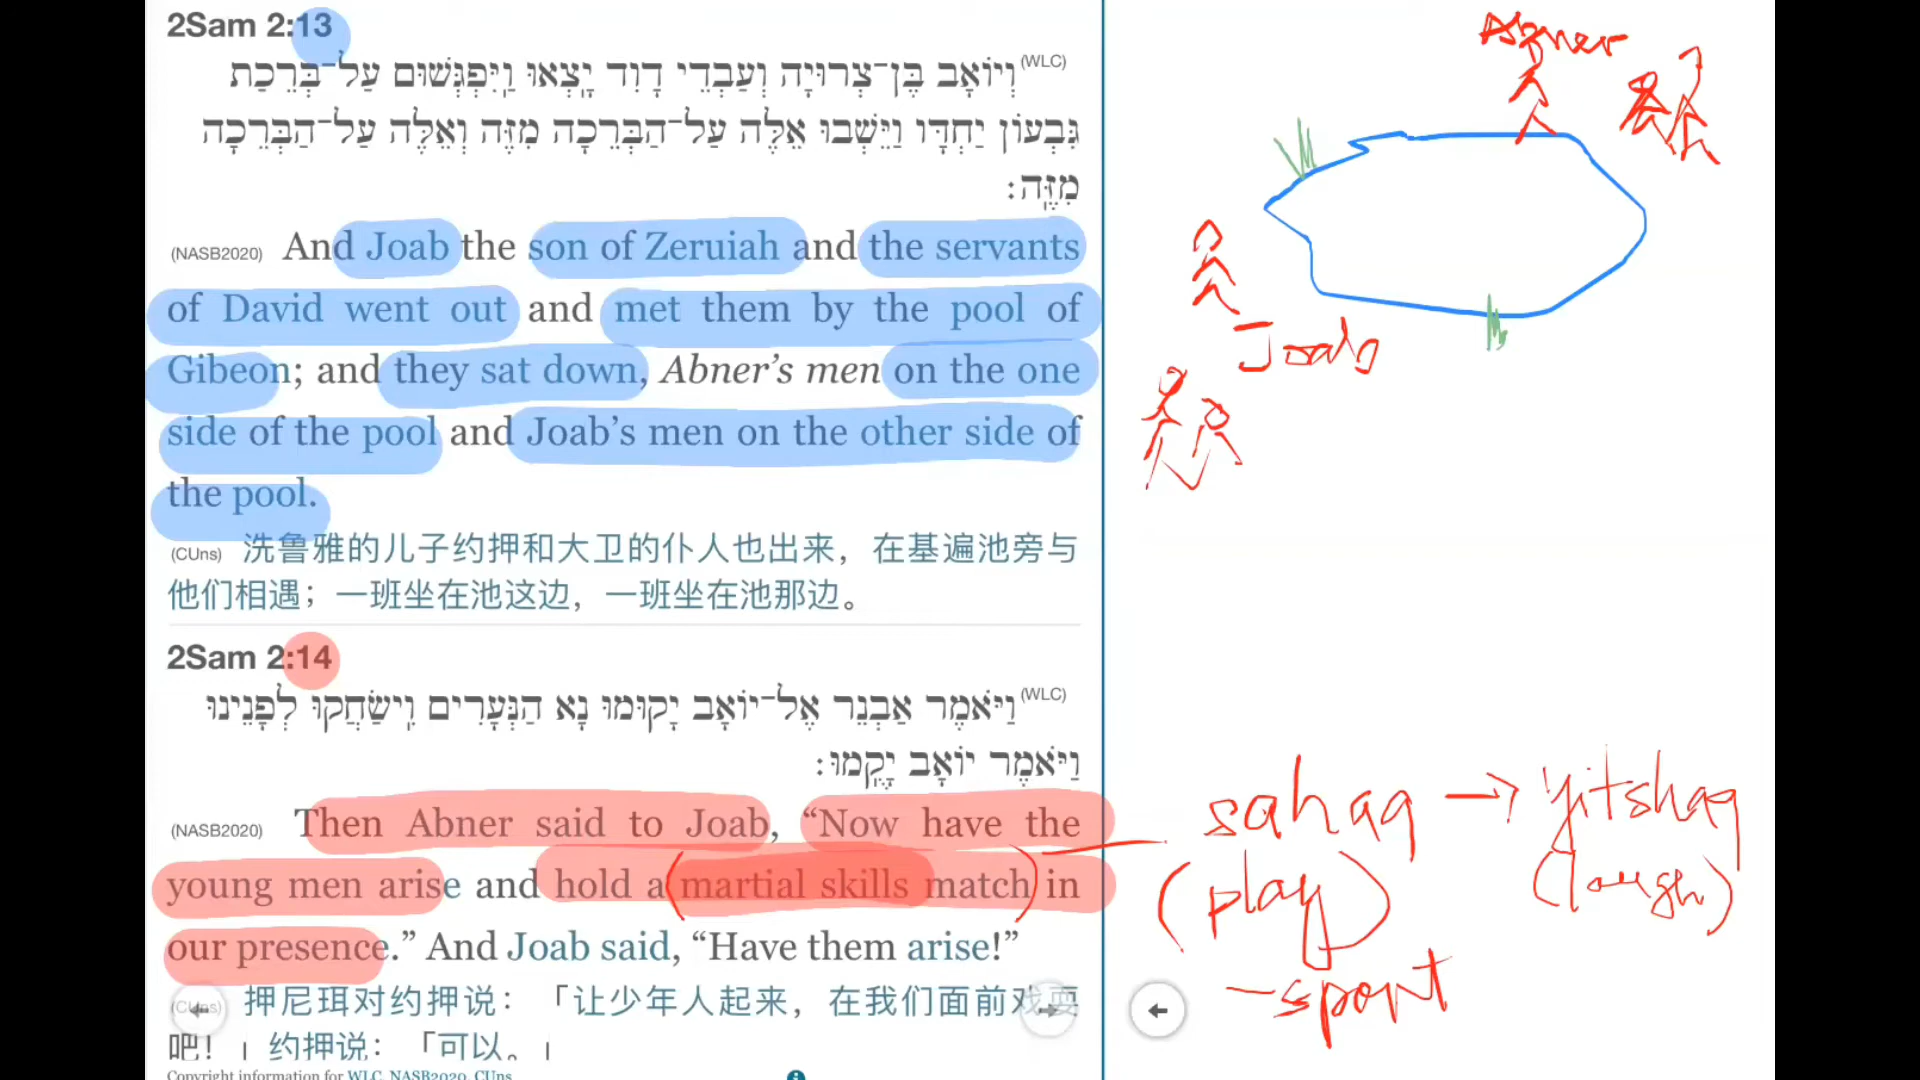 2Sam 2:13
וְיוֹאָב בֶּן־צְרוּיָה וְעַבְדֵי דָוִד יָצְאוּ וַיִּפְגְּשׁוּם עַל־בְּרֵכַת (WLC)
גִּבְעוֹן יַחְדָּו וַיֵּשְׁבוּ אֵלֶּה עַל־הַבְּרֵכָה מִזֶּה וְאֵלֶּה עַל־הַבְּרֵכָה
מִזֶּה׃
(NASB2020) And Joab the son of Zeruiah and the servants
of David went out and met them by the pool of
Gibeon; and they sat down, Abner’s men on the one
side of the pool and Joab’s men on the other side of
the pool.
(CUns) 洗鲁雅的儿子约押和大卫的仆人也出来，在基遍池旁与
他们相遇；一班坐在池这边，一班坐在池那边。
2Sam 2:14
וַיֹּאמֶר אַבְנֵר אֶל־יוֹאָב יָקוּמוּ נָא הַנְּעָרִים וִישַׂחֲקוּ לְפָנֵינוּ (WLC)
וַיֹּאמֶר יוֹאָב יָקֻמוּ׃
(NASB2020) Then Abner said to Joab, “Now have the
young men arise and hold a (martial skills match) in
our presence.” And Joab said, “Have them arise!”
(CUns) 押尼珥对约押说：「让少年人起来，在我们面前戏耍
吧！」约押说：「可以。」
Copyright information for WLC, NASB2020, CUns
Abner
Joab
sahaq → yitshaq
(play) (laugh)
- sport